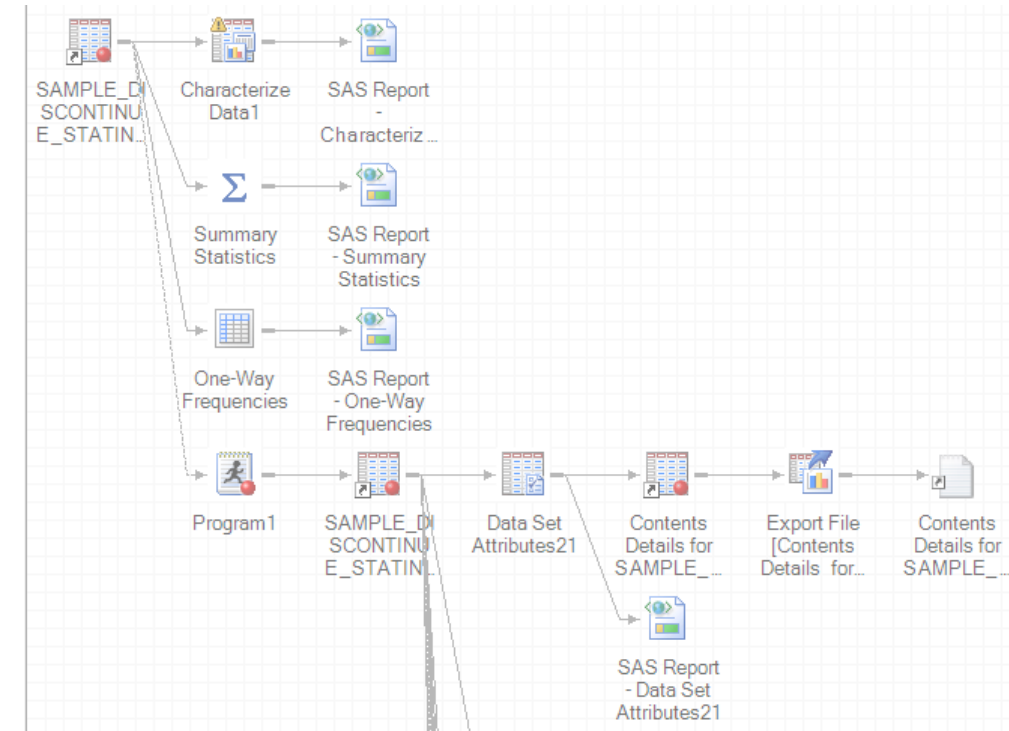 SAMPLE_DI
SCONTINU
E_STATIN...
Characterize
Data1
SAS Report
-
Characteriz...
Summary
Statistics
SAS Report
- Summary
Statistics
One-Way
Frequencies
SAS Report
- One-Way
Frequencies
Program1
SAMPLE_DI
SCONTINU
E_STATIN...
Data Set
Attributes21
Contents
Details for
SAMPLE_...
Export File
[Contents
Details for...
Contents
Details for
SAMPLE_...
SAS Report
- Data Set
Attributes21